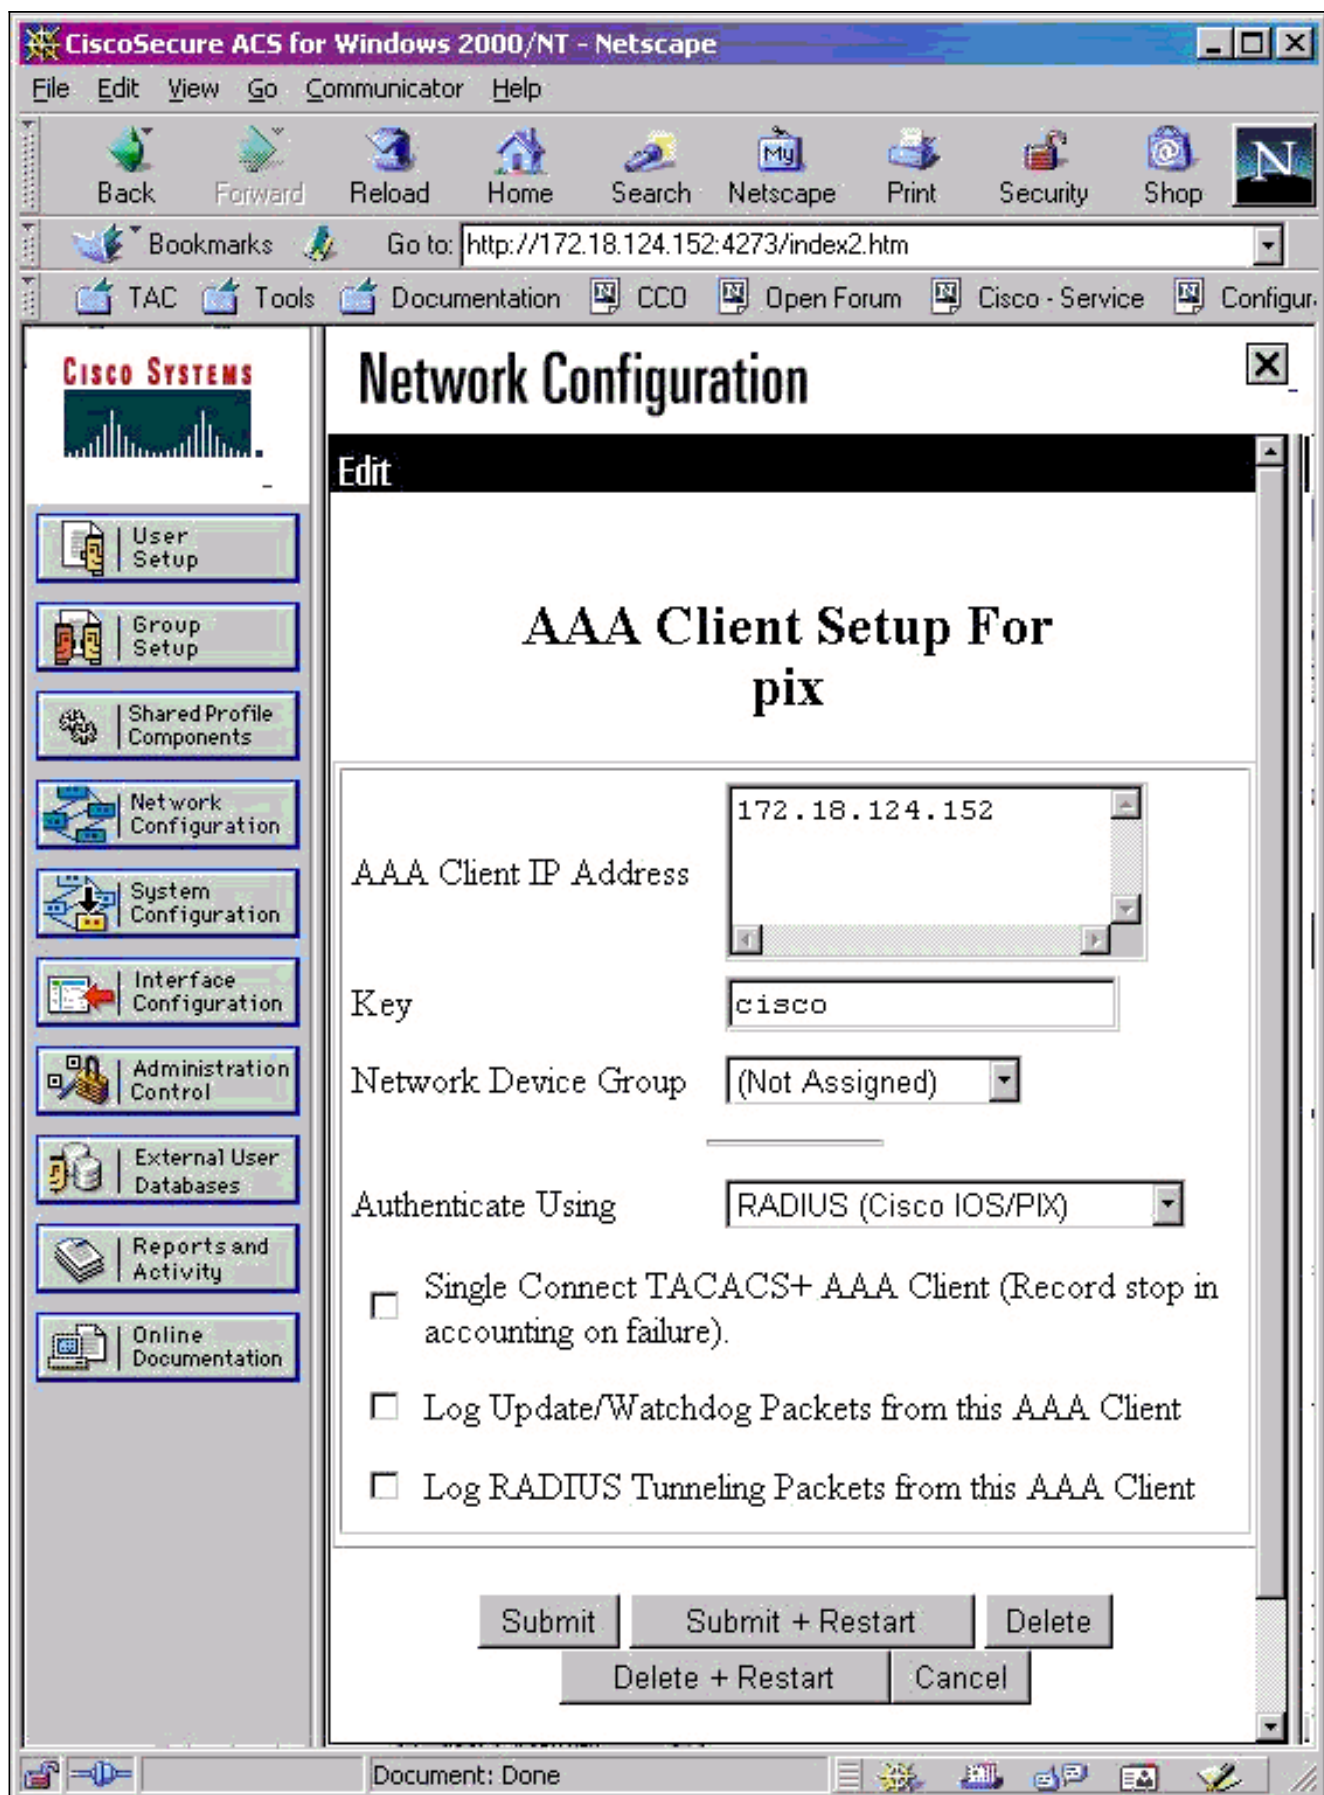 CiscoSecure ACS for Windows 2000/NT - Netscape
File Edit View Go Communicator Help
Back Forward Reload Home Search Netscape Print Security Shop
My
N
Bookmarks Go to: http://172.18.124.152:4273/index2.htm
TAC Tools Documentation CCO Open Forum Cisco - Service Configur
CISCO SYSTEMS
Network Configuration
Edit
User
Setup
Group
Setup
Shared Profile
Components
Network
Configuration
System
Configuration
Interface
Configuration
Administration
Control
External User
Databases
Reports and
Activity
Online
Documentation
AAA Client Setup For
pix
AAA Client IP Address 172.18.124.152
Key cisco
Network Device Group (Not Assigned)
Authenticate Using RADIUS (Cisco IOS/PIX)
Single Connect TACACS+ AAA Client (Record stop in
accounting on failure).
Log Update/Watchdog Packets from this AAA Client
Log RADIUS Tunneling Packets from this AAA Client
Submit Submit + Restart Delete
Delete + Restart Cancel
Document: Done